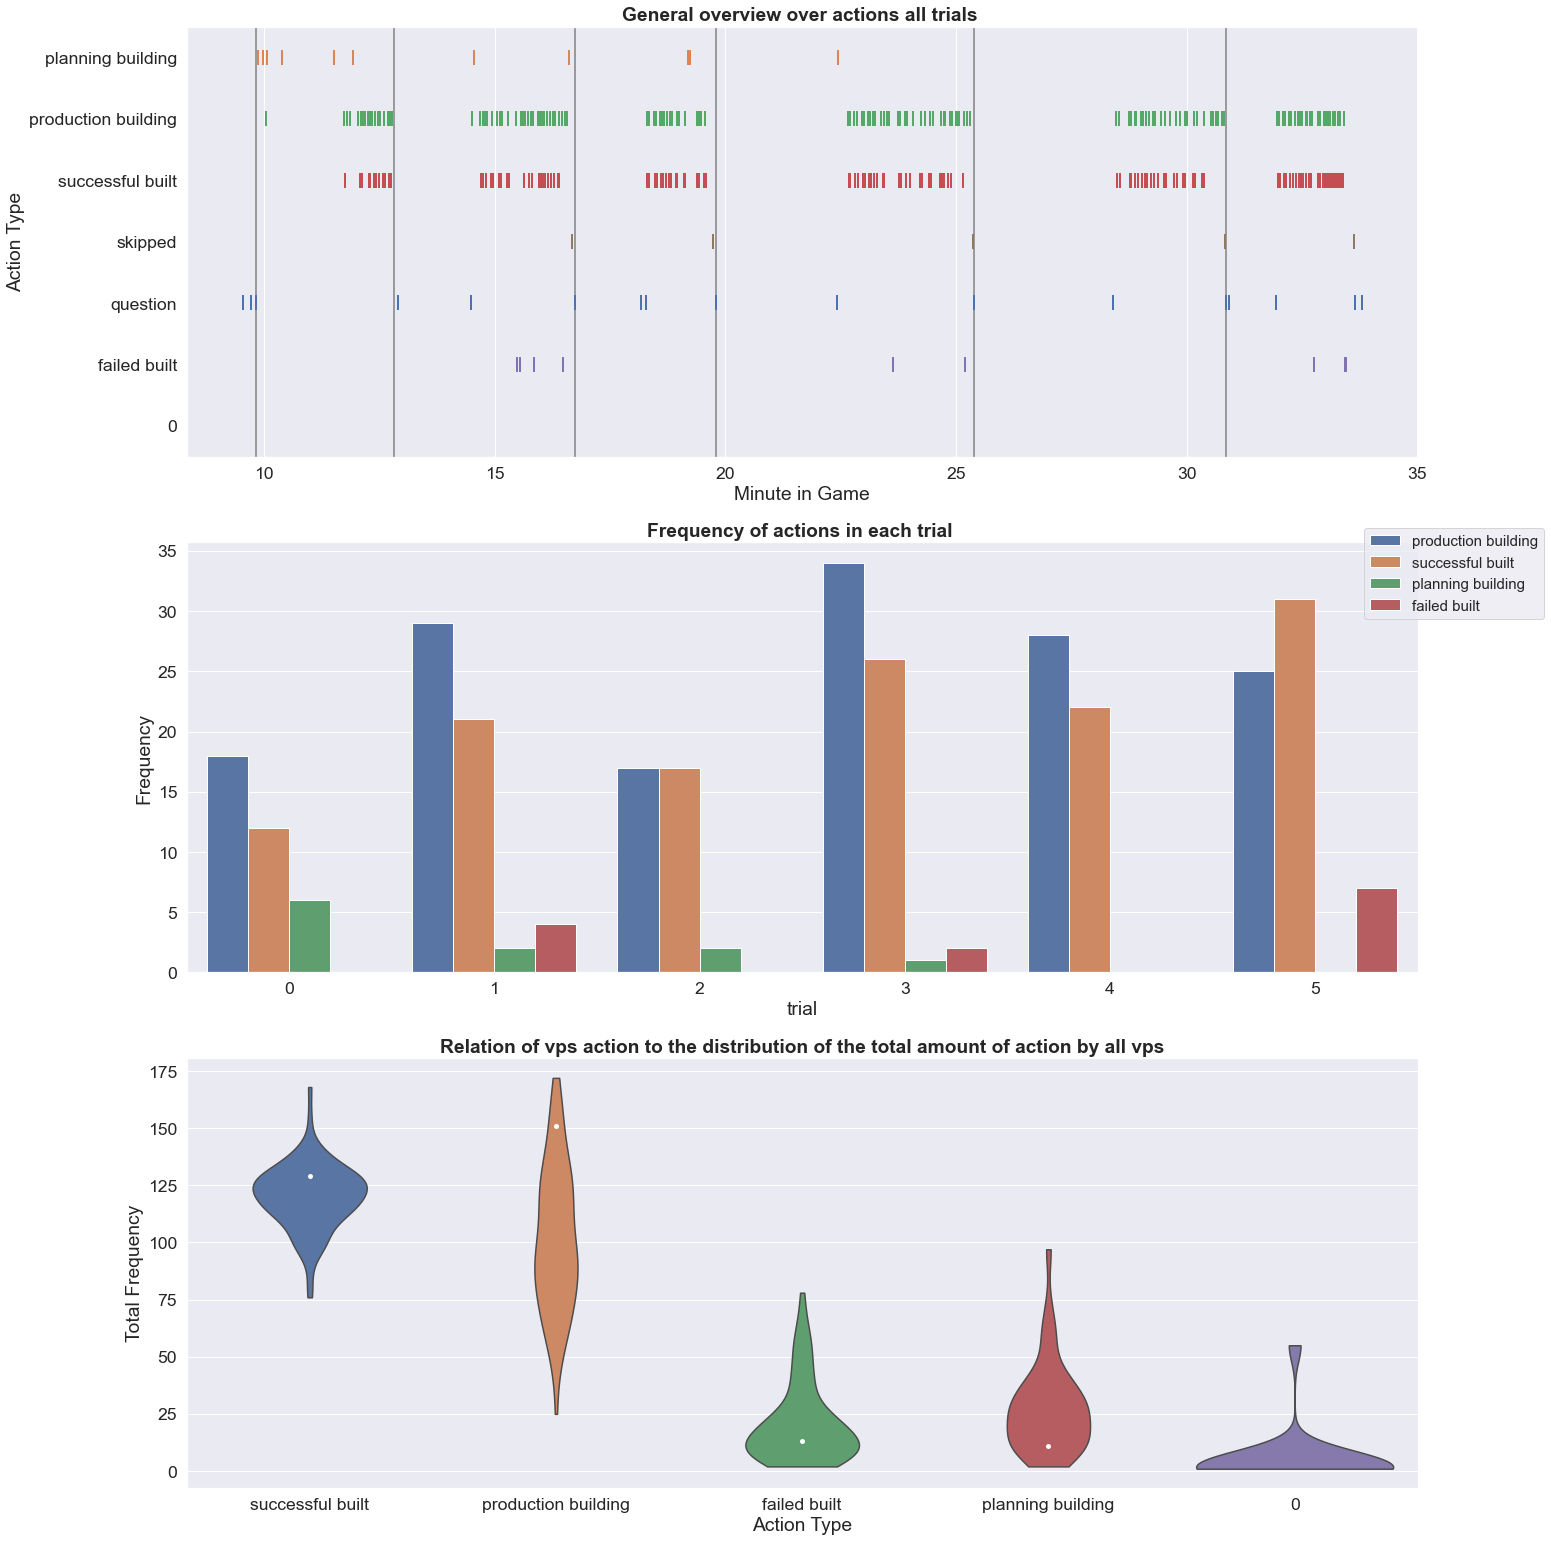 General overview over actions all trials
planning building
production building
successful built
skipped
question
failed built
0
Action Type
10 15 20 25 30 35
Minute in Game
Frequency of actions in each trial
production building
successful built
planning building
failed built
35
30
25
20
15
10
5
0
Frequency
0 1 2 3 4 5
trial
Relation of vps action to the distribution of the total amount of action by all vps
175
150
125
100
75
50
25
0
Total Frequency
successful built production building failed built planning building 0
Action Type